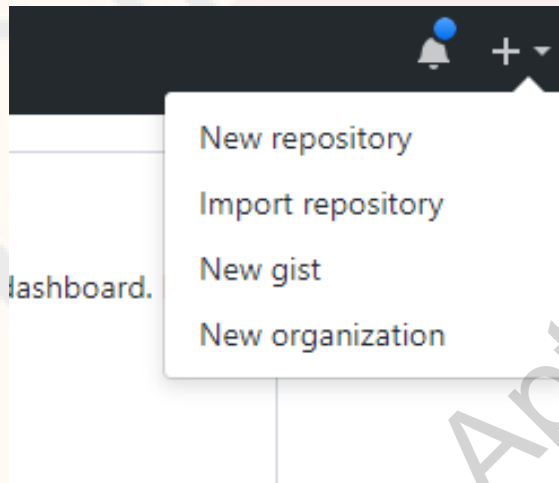 New repository
Import repository
New gist
dashboard.
New organization